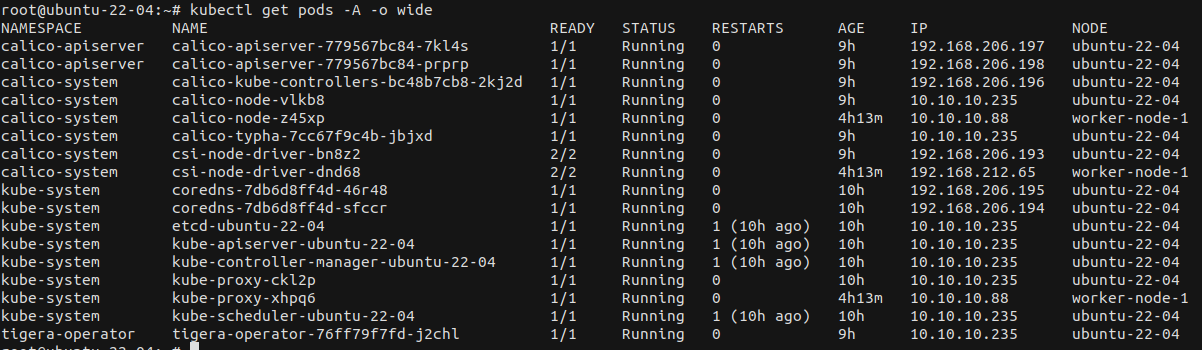 root@ubuntu-22-04:~# kubectl get pods -A -o wide
NAMESPACE NAME READY STATUS RESTARTS AGE IP NODE
calico-apiserver calico-apiserver-779567bc84-7kl4s 1/1 Running 0 9h 192.168.206.197 ubuntu-22-04
calico-apiserver calico-apiserver-779567bc84-prprp 1/1 Running 0 9h 192.168.206.198 ubuntu-22-04
calico-system calico-kube-controllers-bc48b7cb8-2kj2d 1/1 Running 0 9h 192.168.206.196 ubuntu-22-04
calico-system calico-node-vlkb8 1/1 Running 0 9h 10.10.10.235 ubuntu-22-04
calico-system calico-node-z45xp 1/1 Running 0 4h13m 10.10.10.88 worker-node-1
calico-system calico-typha-7cc67f9c4b-jbjxd 1/1 Running 0 9h 10.10.10.235 ubuntu-22-04
calico-system csi-node-driver-bn8z2 2/2 Running 0 9h 192.168.206.193 ubuntu-22-04
calico-system csi-node-driver-dnd68 2/2 Running 0 4h13m 192.168.212.65 worker-node-1
kube-system coredns-7db6d8ff4d-46r48 1/1 Running 0 10h 192.168.206.195 ubuntu-22-04
kube-system coredns-7db6d8ff4d-sfccr 1/1 Running 0 10h 192.168.206.194 ubuntu-22-04
kube-system etcd-ubuntu-22-04 1/1 Running 1 (10h ago) 10h 10.10.10.235 ubuntu-22-04
kube-system kube-apiserver-ubuntu-22-04 1/1 Running 1 (10h ago) 10h 10.10.10.235 ubuntu-22-04
kube-system kube-controller-manager-ubuntu-22-04 1/1 Running 1 (10h ago) 10h 10.10.10.235 ubuntu-22-04
kube-system kube-proxy-ckl2p 1/1 Running 0 10h 10.10.10.235 ubuntu-22-04
kube-system kube-proxy-xhpq6 1/1 Running 0 4h13m 10.10.10.88 worker-node-1
kube-system kube-scheduler-ubuntu-22-04 1/1 Running 1 (10h ago) 10h 10.10.10.235 ubuntu-22-04
tigera-operator tigera-operator-76ff79f7fd-j2chl 1/1 Running 0 9h 10.10.10.235 ubuntu-22-04
root@ubuntu-22-04:~#